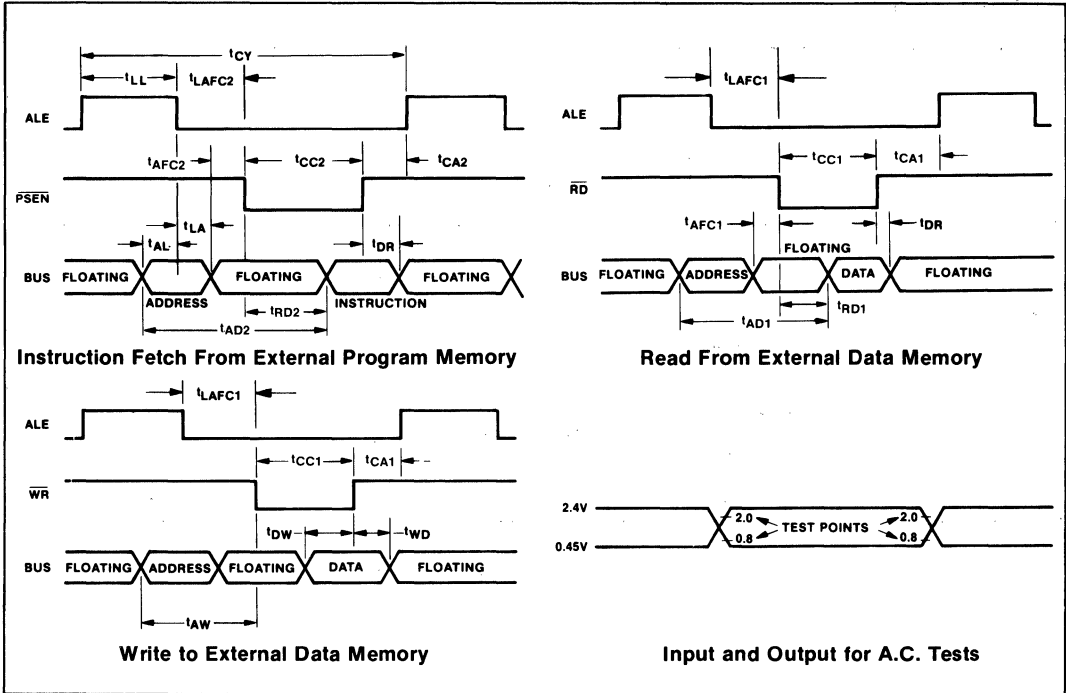 tCY
tLL
tLAFC2
ALE
tAFC2
tCC2
tCA2
PSEN
tLA
tAL
tDR
BUS
FLOATING
FLOATING
FLOATING
ADDRESS
INSTRUCTION
tRD2
tAD2
Instruction Fetch From External Program Memory
tLAFC1
ALE
tCC1
tCA1
RD
tAFC1
tDR
FLOATING
BUS
FLOATING
ADDRESS
DATA
FLOATING
tRD1
tAD1
Read From External Data Memory
tLAFC1
ALE
tCC1
tCA1
WR
tDW
tWD
BUS
FLOATING
ADDRESS
FLOATING
DATA
FLOATING
tAW
Write to External Data Memory
2.4V
2.0
TEST POINTS
2.0
0.8
0.8
0.45V
Input and Output for A.C. Tests